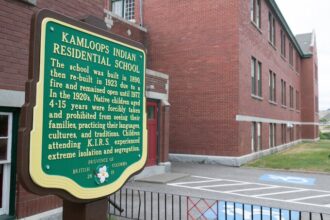 KAMLOOPS INDIAN
RESIDENTIAL SCHOOL
The school was built in 1890
then re-built in 1923 due to a
fire and remained open until 1977.
In the 1920s, Native children aged
4-15 years were forcibly taken
and prohibited from seeing their
families, practicing their languages,
cultures, and traditions. Children
attending K.I.R.S. experienced
extreme isolation and segregation.
PROVINCE OF
BRITISH COLUMBIA